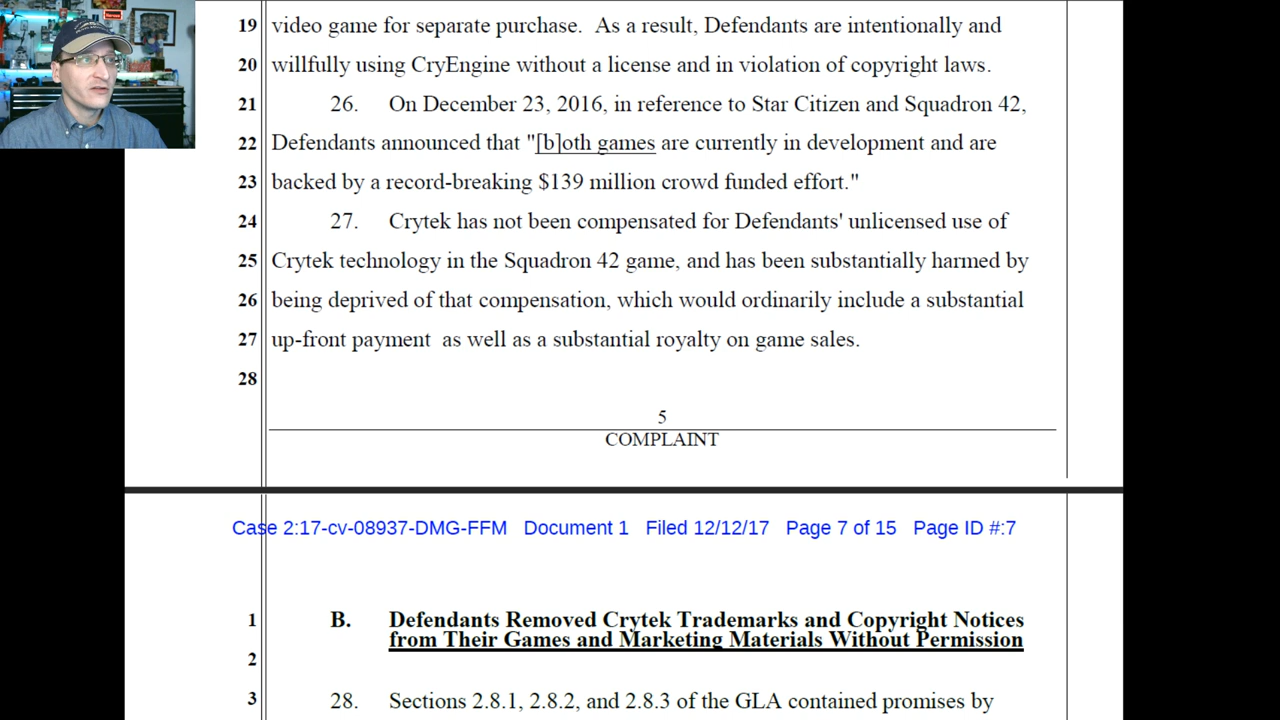 19 video game for separate purchase.  As a result, Defendants are intentionally and
20 willfully using CryEngine without a license and in violation of copyright laws.
21 26. On December 23, 2016, in reference to Star Citizen and Squadron 42,
22 Defendants announced that "[b]oth games are currently in development and are
23 backed by a record-breaking $139 million crowd funded effort."
24 27. Crytek has not been compensated for Defendants' unlicensed use of
25 Crytek technology in the Squadron 42 game, and has been substantially harmed by
26 being deprived of that compensation, which would ordinarily include a substantial
27 up-front payment  as well as a substantial royalty on game sales.
28
5
COMPLAINT
Case 2:17-cv-08937-DMG-FFM Document 1 Filed 12/12/17 Page 7 of 15 Page ID #:7
1 B. Defendants Removed Crytek Trademarks and Copyright Notices
from Their Games and Marketing Materials Without Permission
2
3 28. Sections 2.8.1, 2.8.2, and 2.8.3 of the GLA contained promises by